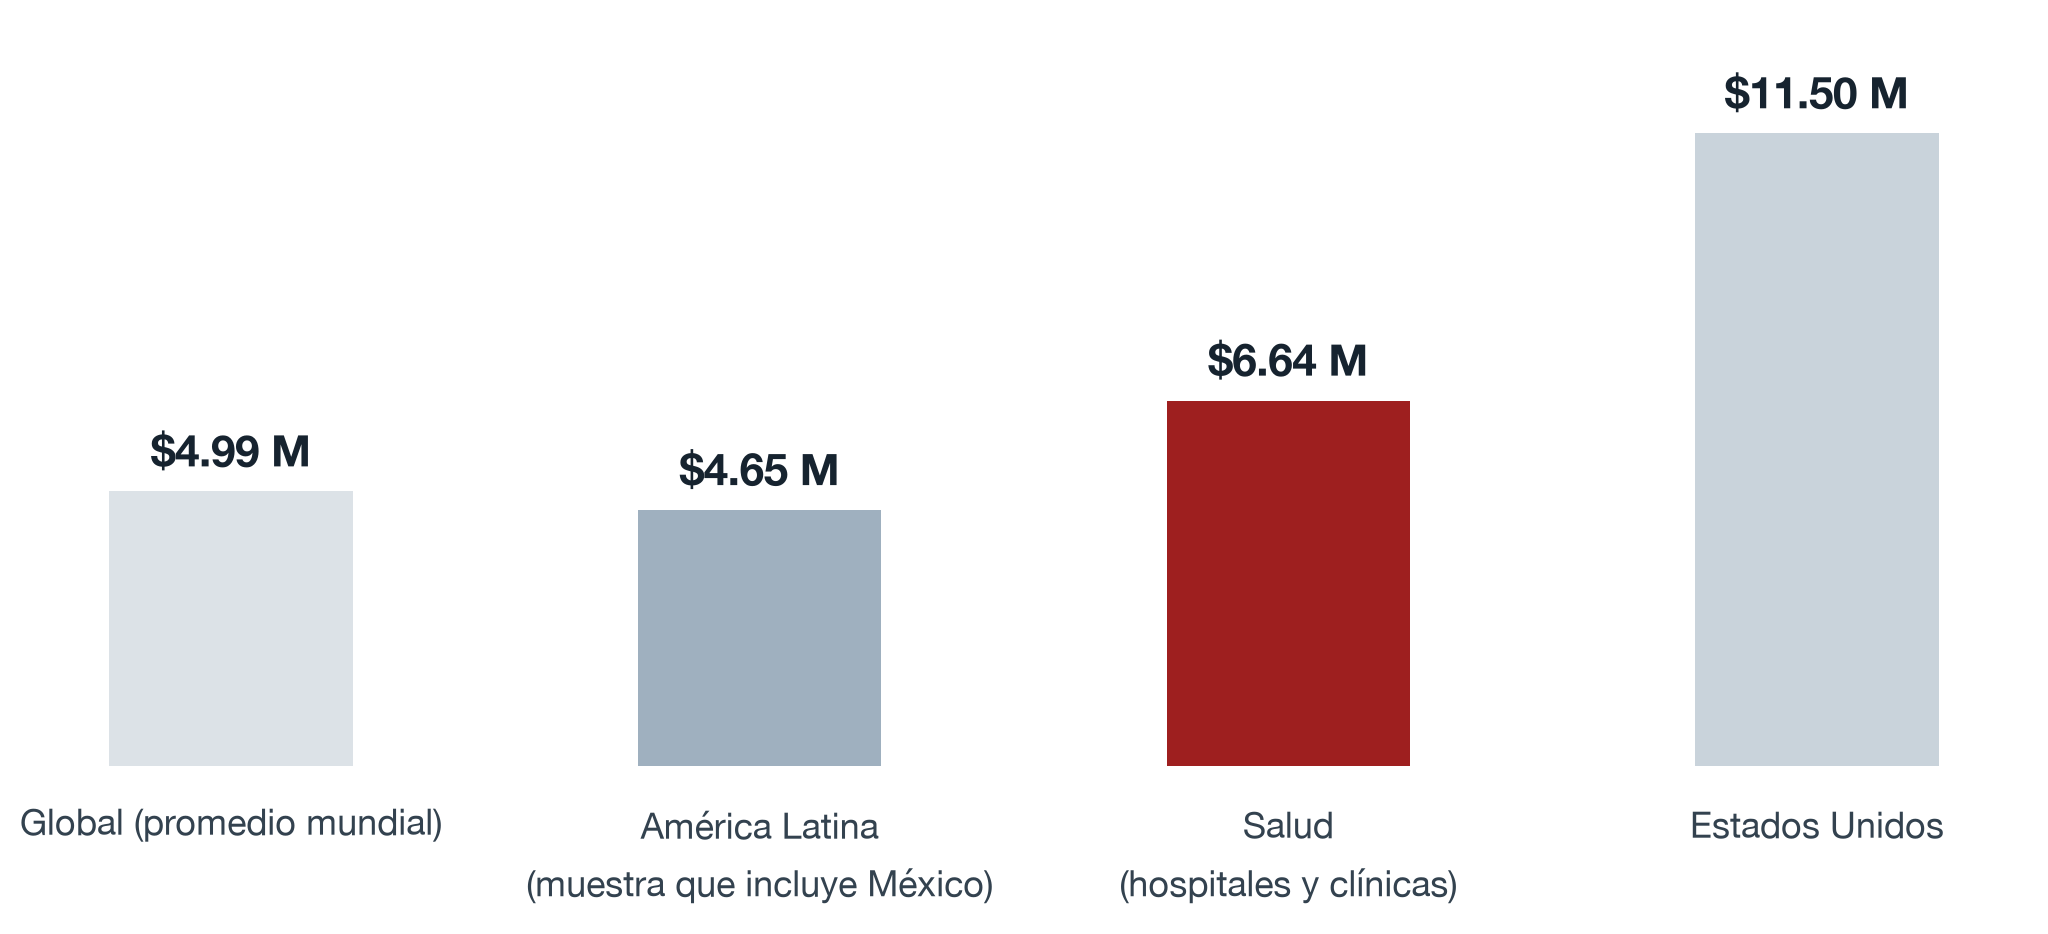 $11.50 M
$6.64 M
$4.99 M
$4.65 M
Global (promedio mundial)
América Latina
(muestra que incluye México)
Salud
(hospitales y clínicas)
Estados Unidos